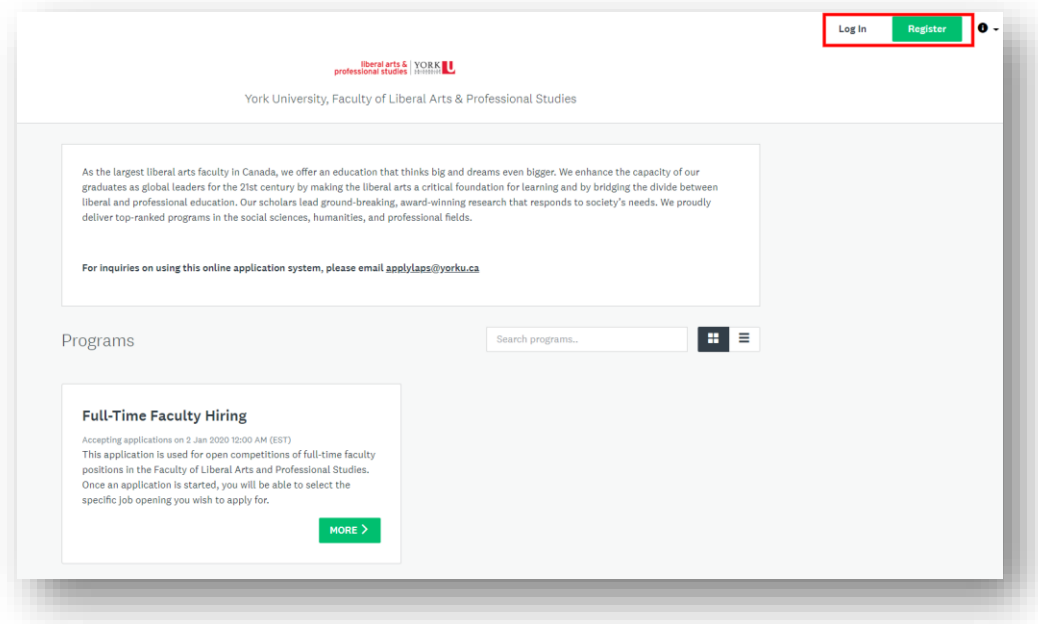 Log In Register
liberal arts & YORK U
professional studies
York University, Faculty of Liberal Arts & Professional Studies
As the largest liberal arts faculty in Canada, we offer an education that thinks big and dreams even bigger. We enhance the capacity of our
graduates as global leaders for the 21st century by making the liberal arts a critical foundation for learning and by bridging the divide between
liberal and professional education. Our scholars lead ground-breaking, award-winning research that responds to society's needs. We proudly
deliver top-ranked programs in the social sciences, humanities, and professional fields.
For inquiries on using this online application system, please email applylaps@yorku.ca
Programs
Search programs..
Full-Time Faculty Hiring
Accepting applications on 2 Jan 2020 12:00 AM (EST)
This application is used for open competitions of full-time faculty
positions in the Faculty of Liberal Arts and Professional Studies.
Once an application is started, you will be able to select the
specific job opening you wish to apply for.
MORE >